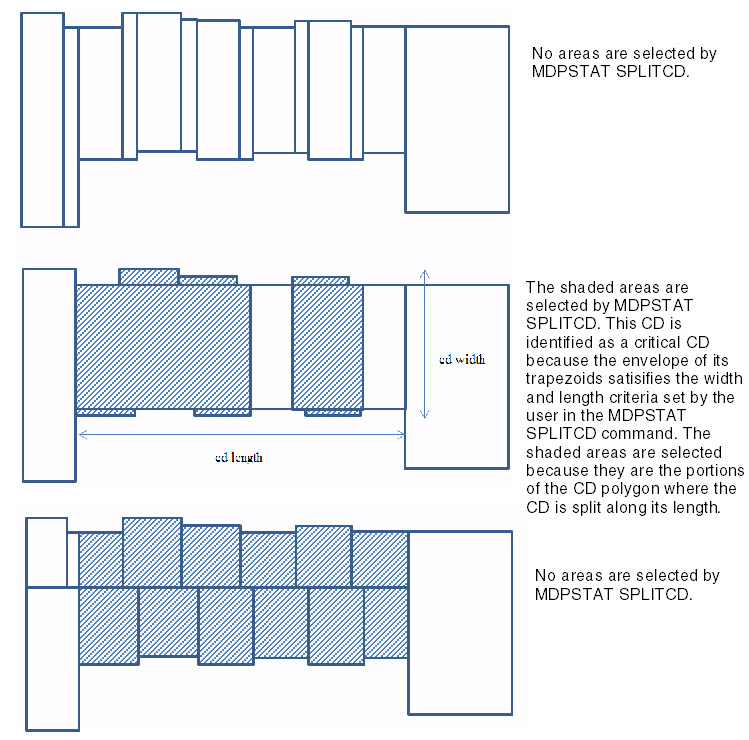 No areas are selected by
MDPSTAT SPLITCD.
The shaded areas are
selected by MDPSTAT
SPLITCD. This CD is
identified as a critical CD
because the envelope of its
trapezoids satisifies the width
and length criteria set by the
user in the MDPSTAT
SPLITCD command. The
shaded areas are selected
because they are the portions
of the CD polygon where the
CD is split along its length.
cd width
cd length
No areas are selected by
MDPSTAT SPLITCD.